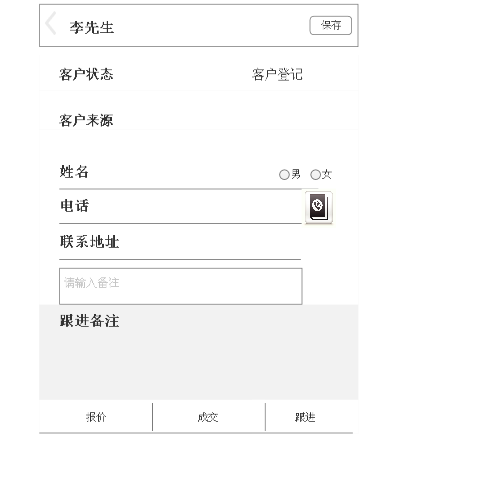 李先生 保存
客户状态 客户登记
客户来源
姓名 男 女
电话
联系地址
请输入备注
跟进备注
报价 成交 跟进